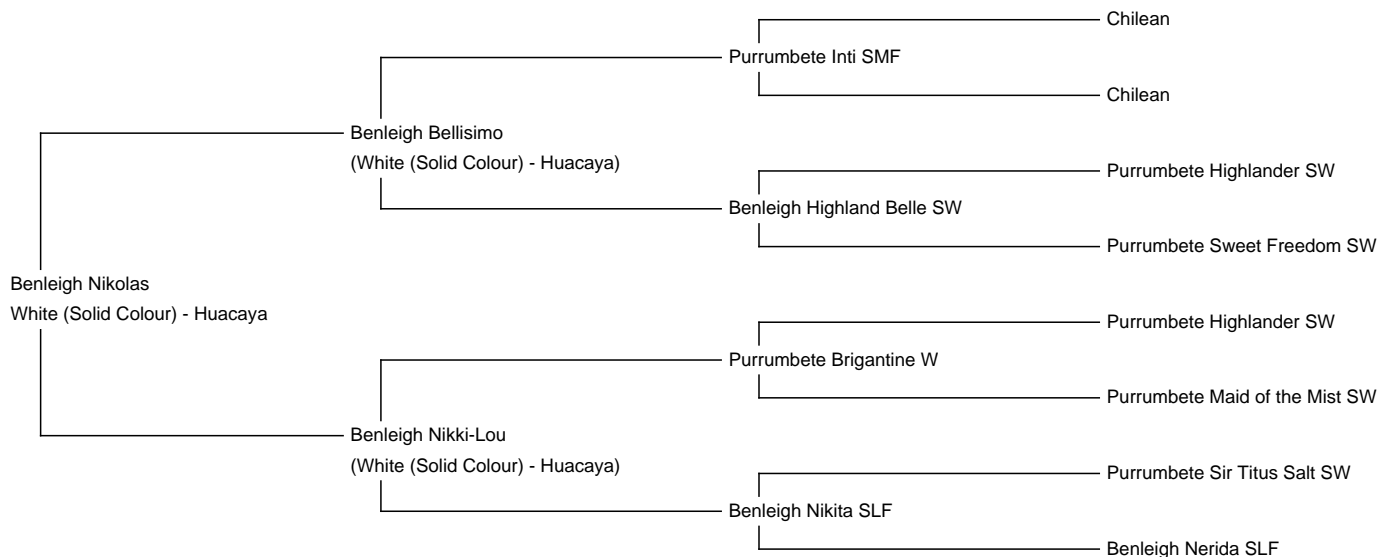 Chilean
Purrumbete Inti SMF
Chilean
Benleigh Bellisimo
(White (Solid Colour) - Huacaya)
Purrumbete Highlander SW
Benleigh Highland Belle SW
Purrumbete Sweet Freedom SW
Benleigh Nikolas
White (Solid Colour) - Huacaya
Purrumbete Highlander SW
Purrumbete Brigantine W
Purrumbete Maid of the Mist SW
Benleigh Nikki-Lou
(White (Solid Colour) - Huacaya)
Purrumbete Sir Titus Salt SW
Benleigh Nikita SLF
Benleigh Nerida SLF